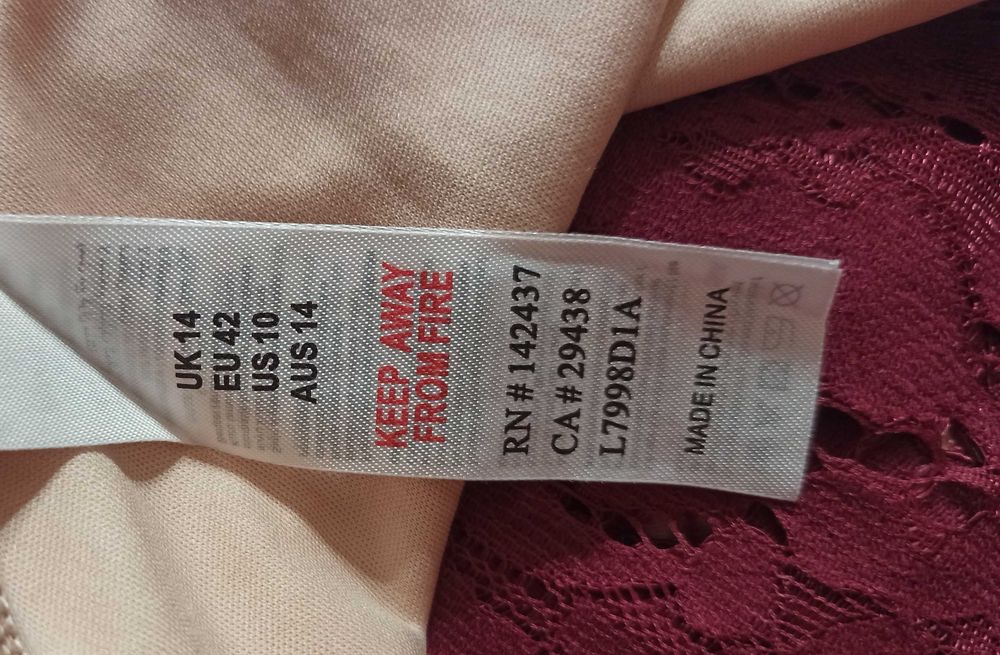 UK 14
EU 42
US 10
AUS 14
KEEP AWAY
FROM FIRE
RN # 142437
CA # 29438
L7998D1A
MADE IN CHINA